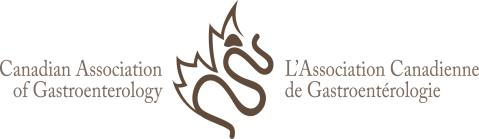 Canadian Association
of Gastroenterology
L'Association Canadienne
de Gastroentérologie